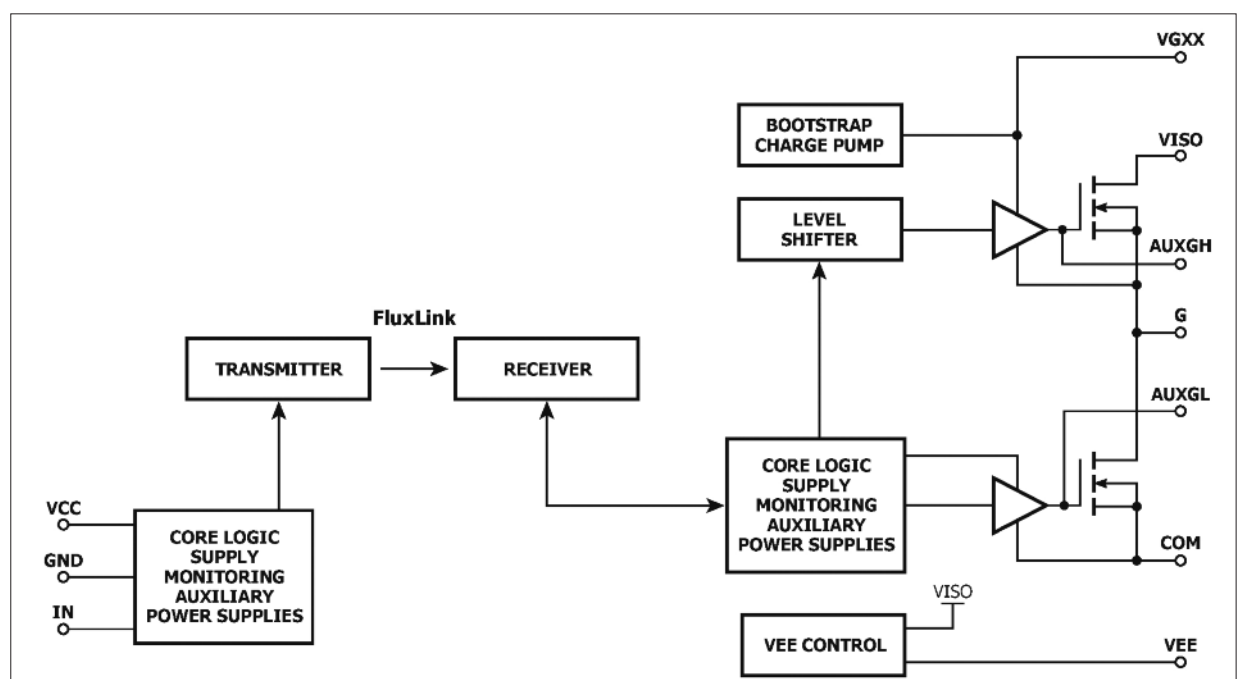 VGXX
BOOTSTRAP
CHARGE PUMP
VISO
LEVEL
SHIFTER
AUXGH
FluxLink
G
TRANSMITTER
RECEIVER
AUXGL
CORE LOGIC
SUPPLY
MONITORING
AUXILIARY
POWER SUPPLIES
VCC
GND
IN
CORE LOGIC
SUPPLY
MONITORING
AUXILIARY
POWER SUPPLIES
COM
VISO
VEE CONTROL
VEE